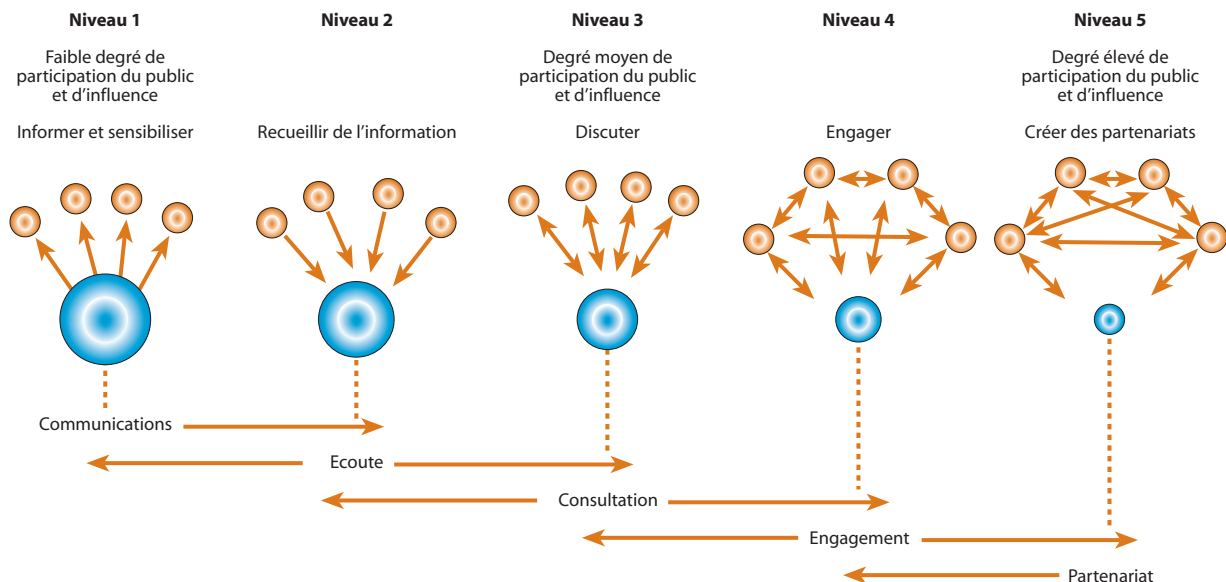 Niveau 1
Niveau 2
Niveau 3
Niveau 4
Niveau 5
Faible degré de
participation du public
et d’influence
Degré moyen de
participation du public
et d’influence
Degré élevé de
participation du public
et d’influence
Informer et sensibiliser
Recueillir de l’information
Discuter
Engager
Créer des partenariats
Communications
Ecoute
Consultation
Engagement
Partenariat